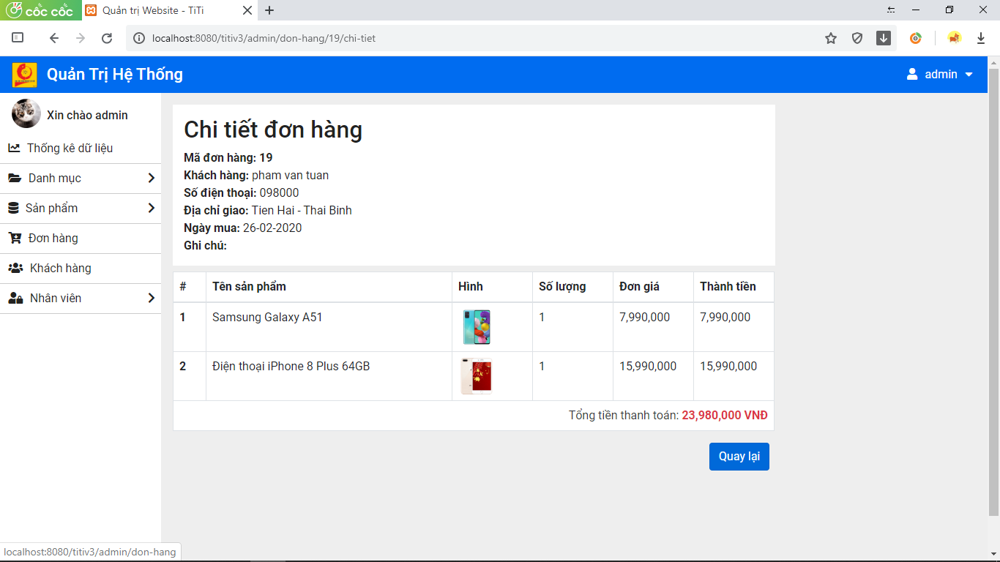 cốc cốc
Quản trị Website - TiTi
localhost:8080/titiv3/admin/don-hang/19/chi-tiet
Quản Trị Hệ Thống
admin
Xin chào admin
Thống kê dữ liệu
Danh mục
Sản phẩm
Đơn hàng
Khách hàng
Nhân viên
Chi tiết đơn hàng
Mã đơn hàng: 19
Khách hàng: pham van tuan
Số điện thoại: 098000
Địa chỉ giao: Tien Hai - Thai Binh
Ngày mua: 26-02-2020
Ghi chú:
# Tên sản phẩm Hình Số lượng Đơn giá Thành tiền
1 Samsung Galaxy A51 1 7,990,000 7,990,000
2 Điện thoại iPhone 8 Plus 64GB 1 15,990,000 15,990,000
Tổng tiền thanh toán: 23,980,000 VNĐ
Quay lại
localhost:8080/titiv3/admin/don-hang